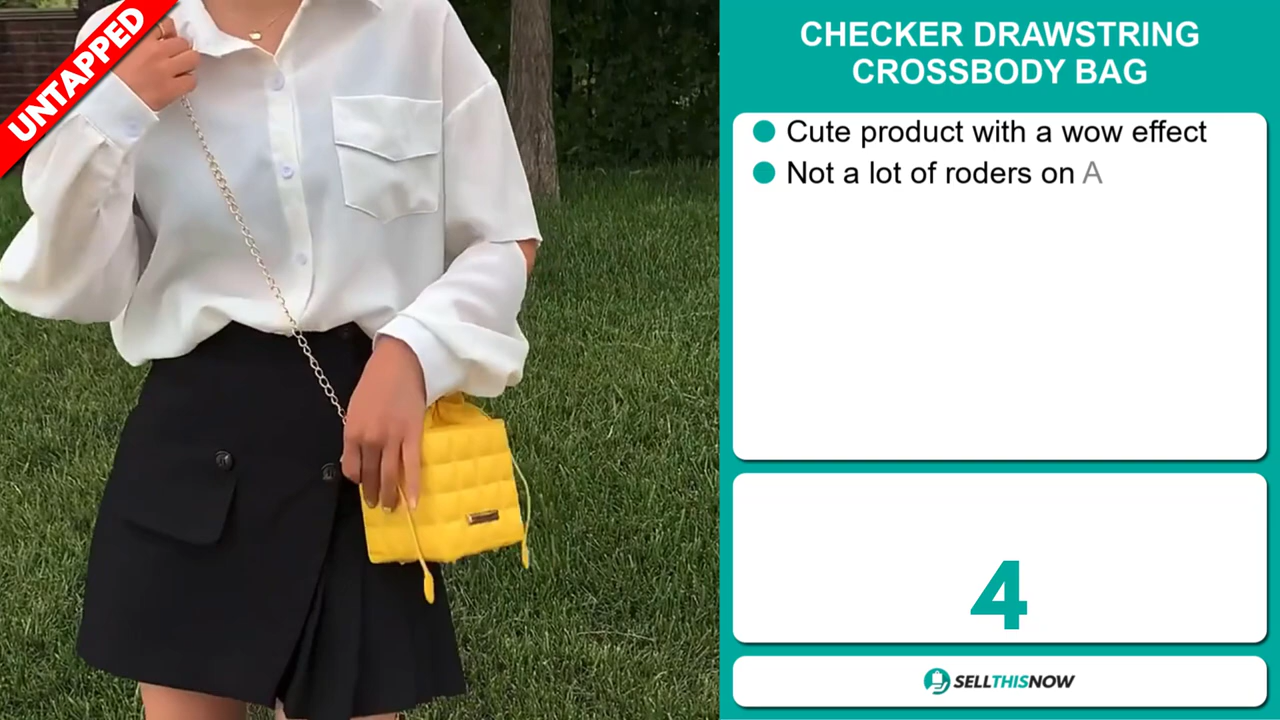 UNTAPPED
CHECKER DRAWSTRING
CROSSBODY BAG
Cute product with a wow effect
Not a lot of roders on A
4
SELLTHISNOW